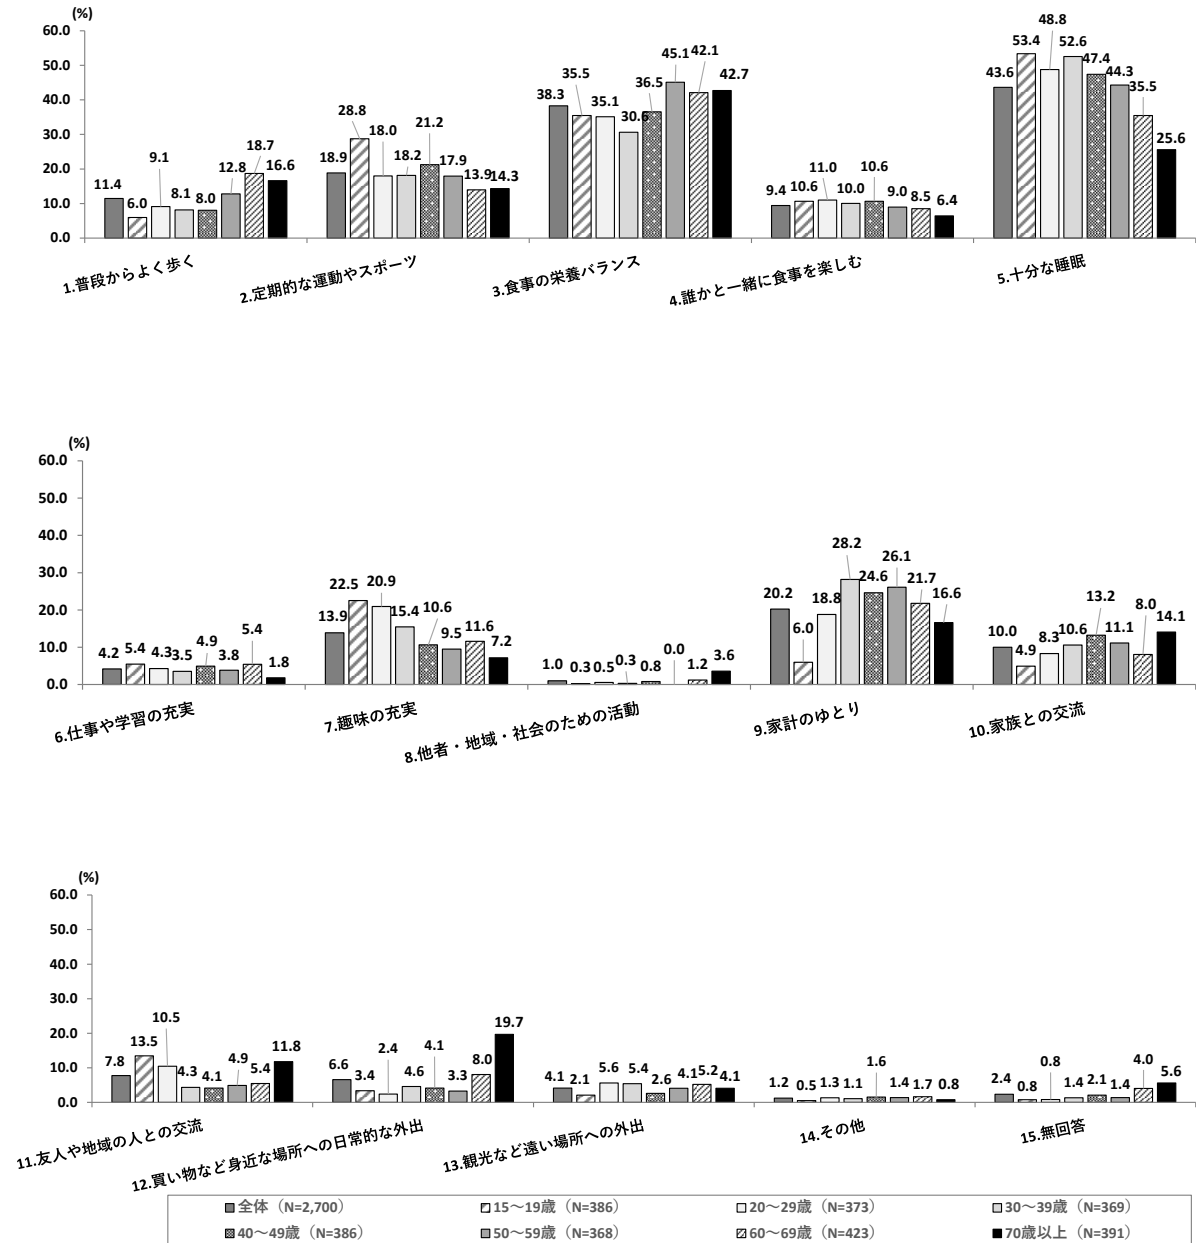 (%)
60.0
50.0
40.0
30.0
20.0
10.0
0.0
11.4 6.0 9.1 8.1 8.0 12.8 18.7 16.6
18.9 28.8 18.0 18.2 21.2 17.9 13.9 14.3
38.3 35.5 35.1 30.6 36.5 45.1 42.1 42.7
9.4 10.6 11.0 10.0 10.6 9.0 8.5 6.4
43.6 53.4 48.8 52.6 47.4 44.3 35.5 25.6
1.普段からよく歩く
2.定期的な運動やスポーツ
3.食事の栄養バランス
4.誰かと一緒に食事を楽しむ
5.十分な睡眠
(%)
60.0
50.0
40.0
30.0
20.0
10.0
0.0
4.2 5.4 4.3 3.5 4.9 3.8 5.4 1.8
13.9 22.5 20.9 15.4 10.6 9.5 11.6 7.2
1.0 0.3 0.5 0.3 0.8 0.0 1.2 3.6
20.2 6.0 18.8 28.2 24.6 26.1 21.7 16.6
10.0 4.9 8.3 10.6 13.2 11.1 8.0 14.1
6.仕事や学習の充実
7.趣味の充実
8.他者・地域・社会のための活動
9.家計のゆとり
10.家族との交流
(%)
60.0
50.0
40.0
30.0
20.0
10.0
0.0
7.8 13.5 10.5 4.3 4.1 4.9 5.4 11.8
6.6 3.4 2.4 4.6 4.1 3.3 8.0 19.7
4.1 2.1 5.6 5.4 2.6 4.1 5.2 4.1
1.2 0.5 1.3 1.1 1.6 1.4 1.7 0.8
2.4 0.8 0.8 1.4 2.1 1.4 4.0 5.6
11.友人や地域の人との交流
12.買い物など身近な場所への日常的な外出
13.観光など遠い場所への外出
14.その他
15.無回答
全体（N=2,700） 15～19歳（N=386） 20～29歳（N=373） 30～39歳（N=369）
40～49歳（N=386） 50～59歳（N=368） 60～69歳（N=423） 70歳以上（N=391）